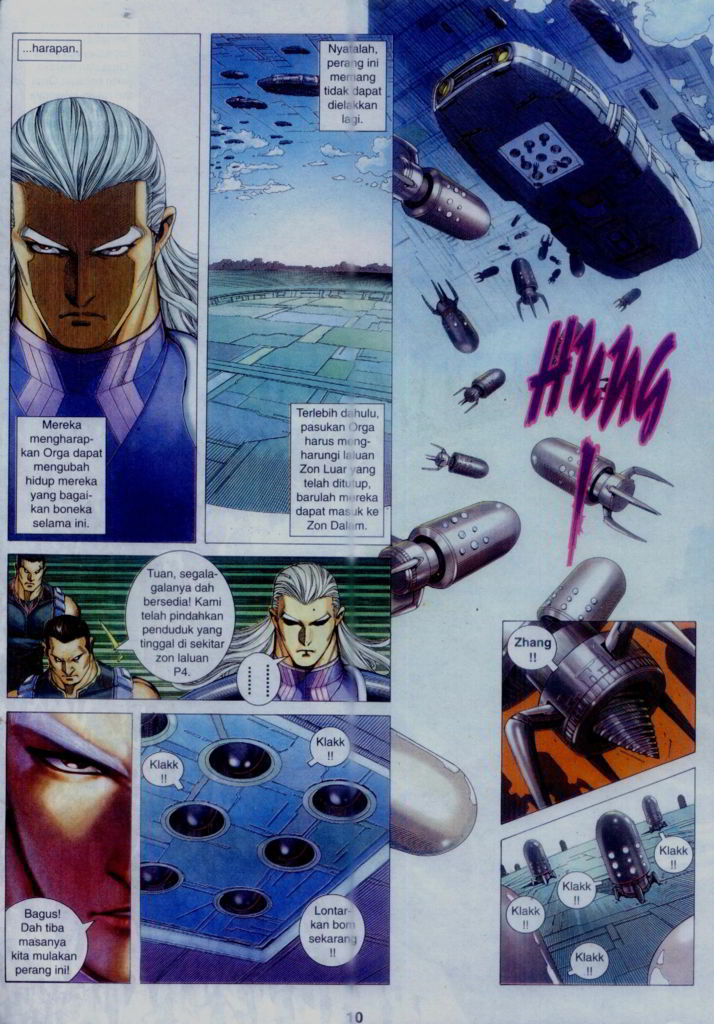 ...harapan.
Mereka
mengharap-
kan Orga dapat
mengubah
hidup mereka
yang bagai-
kan boneka
selama ini.
Nyatalah,
perang ini
memang
tidak dapat
dielakkan
lagi.
Terlebih dahulu,
pasukan Orga
harus meng-
harungi laluan
Zon Luar yang
telah ditutup,
barulah mereka
dapat masuk ke
Zon Dalam.
HUUG
!
Tuan, segala-
galanya dah
bersedia! Kami
telah pindahkan
penduduk yang
tinggal di sekitar
zon laluan
P4.
Zhang
!!
Bagus!
Dah tiba
masanya
kita mulakan
perang ini!
Klakk
!!
Klakk
!!
Lontar-
kan bom
sekarang
!!
Klakk
!!
Klakk
!!
Klakk
!!
Klakk
!!
10